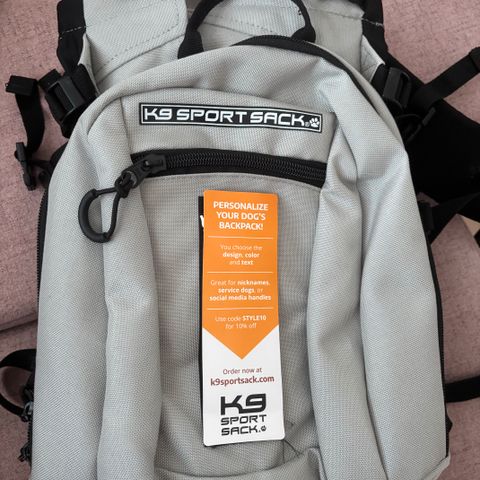 K9 SPORT SACK®
PERSONALIZE
YOUR DOG'S
BACKPACK!
You choose the
design, color
and text
Great for nicknames,
service dogs, or
social media handles
Use code STYLE10
for 10% off
Order now at
k9sportsack.com
K9
SPORT
SACK.